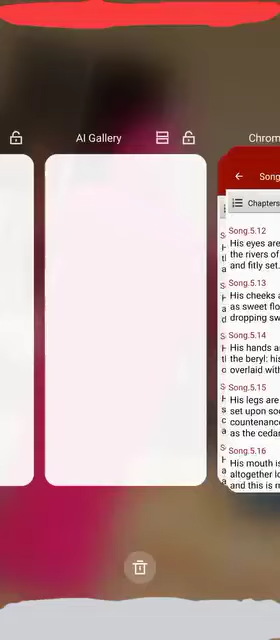 AI Gallery
Chrom
Song
Chapters
Song.5.12
His eyes are
the rivers of
and fitly set.
Song.5.13
His cheeks a
as sweet flo
dropping sw
Song.5.14
His hands a
the beryl: his
overlaid with
Song.5.15
His legs are
set upon soc
countenance
as the cedar
Song.5.16
His mouth is
altogether lo
and this is m